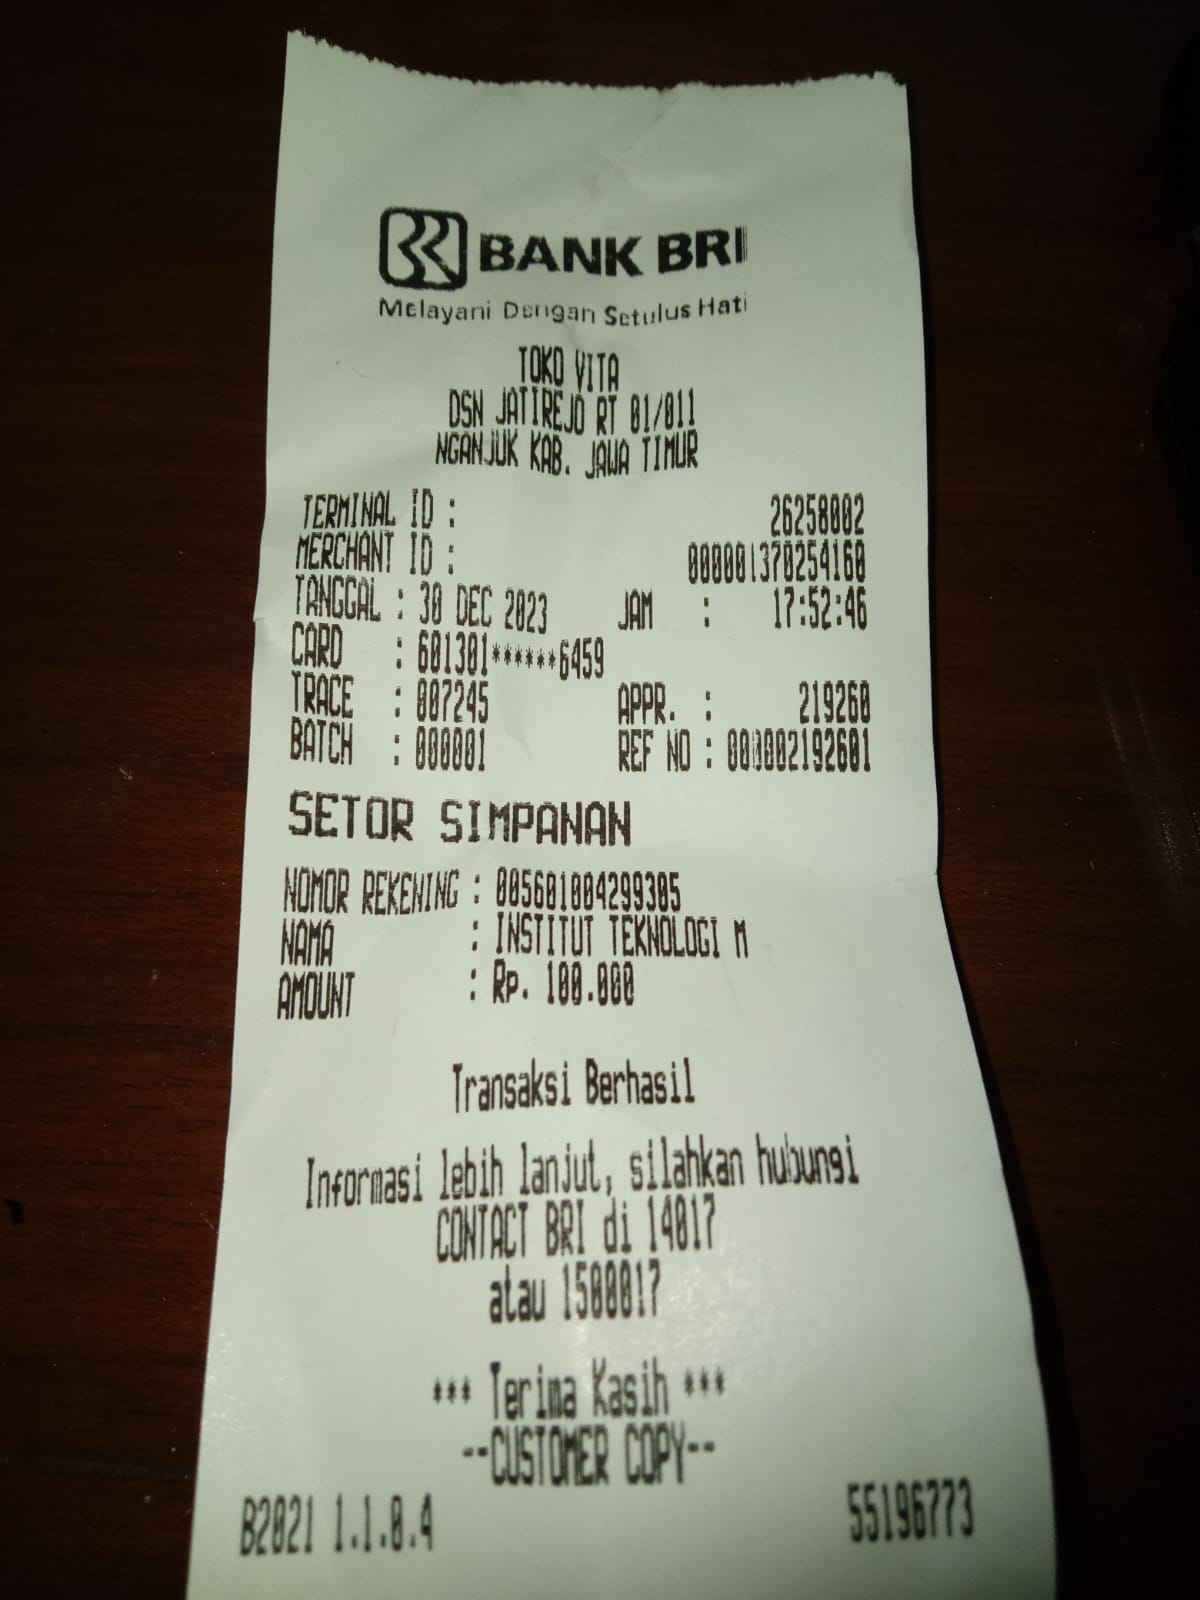 BANK BRI
Melayani Dengan Setulus Hati
TOKO VITA
DSN JATIREJO RT 01/011
NGANJUK KAB. JAWA TIMUR
TERMINAL ID : 26258002
MERCHANT ID : 000001370254160
TANGGAL : 30 DEC 2023 JAM : 17:52:46
CARD : 601301******6459
TRACE : 007245 APPR. : 219260
BATCH : 000001 REF NO : 000002192601
SETOR SIMPANAN
NOMOR REKENING : 005601004299305
NAMA : INSTITUT TEKNOLOGI M
AMOUNT : Rp. 100.000
Transaksi Berhasil
Informasi lebih lanjut, silahkan hubungi
CONTACT BRI di 14017
atau 1500017
*** Terima Kasih ***
--CUSTOMER COPY--
B2021 1.1.0.4 55196773